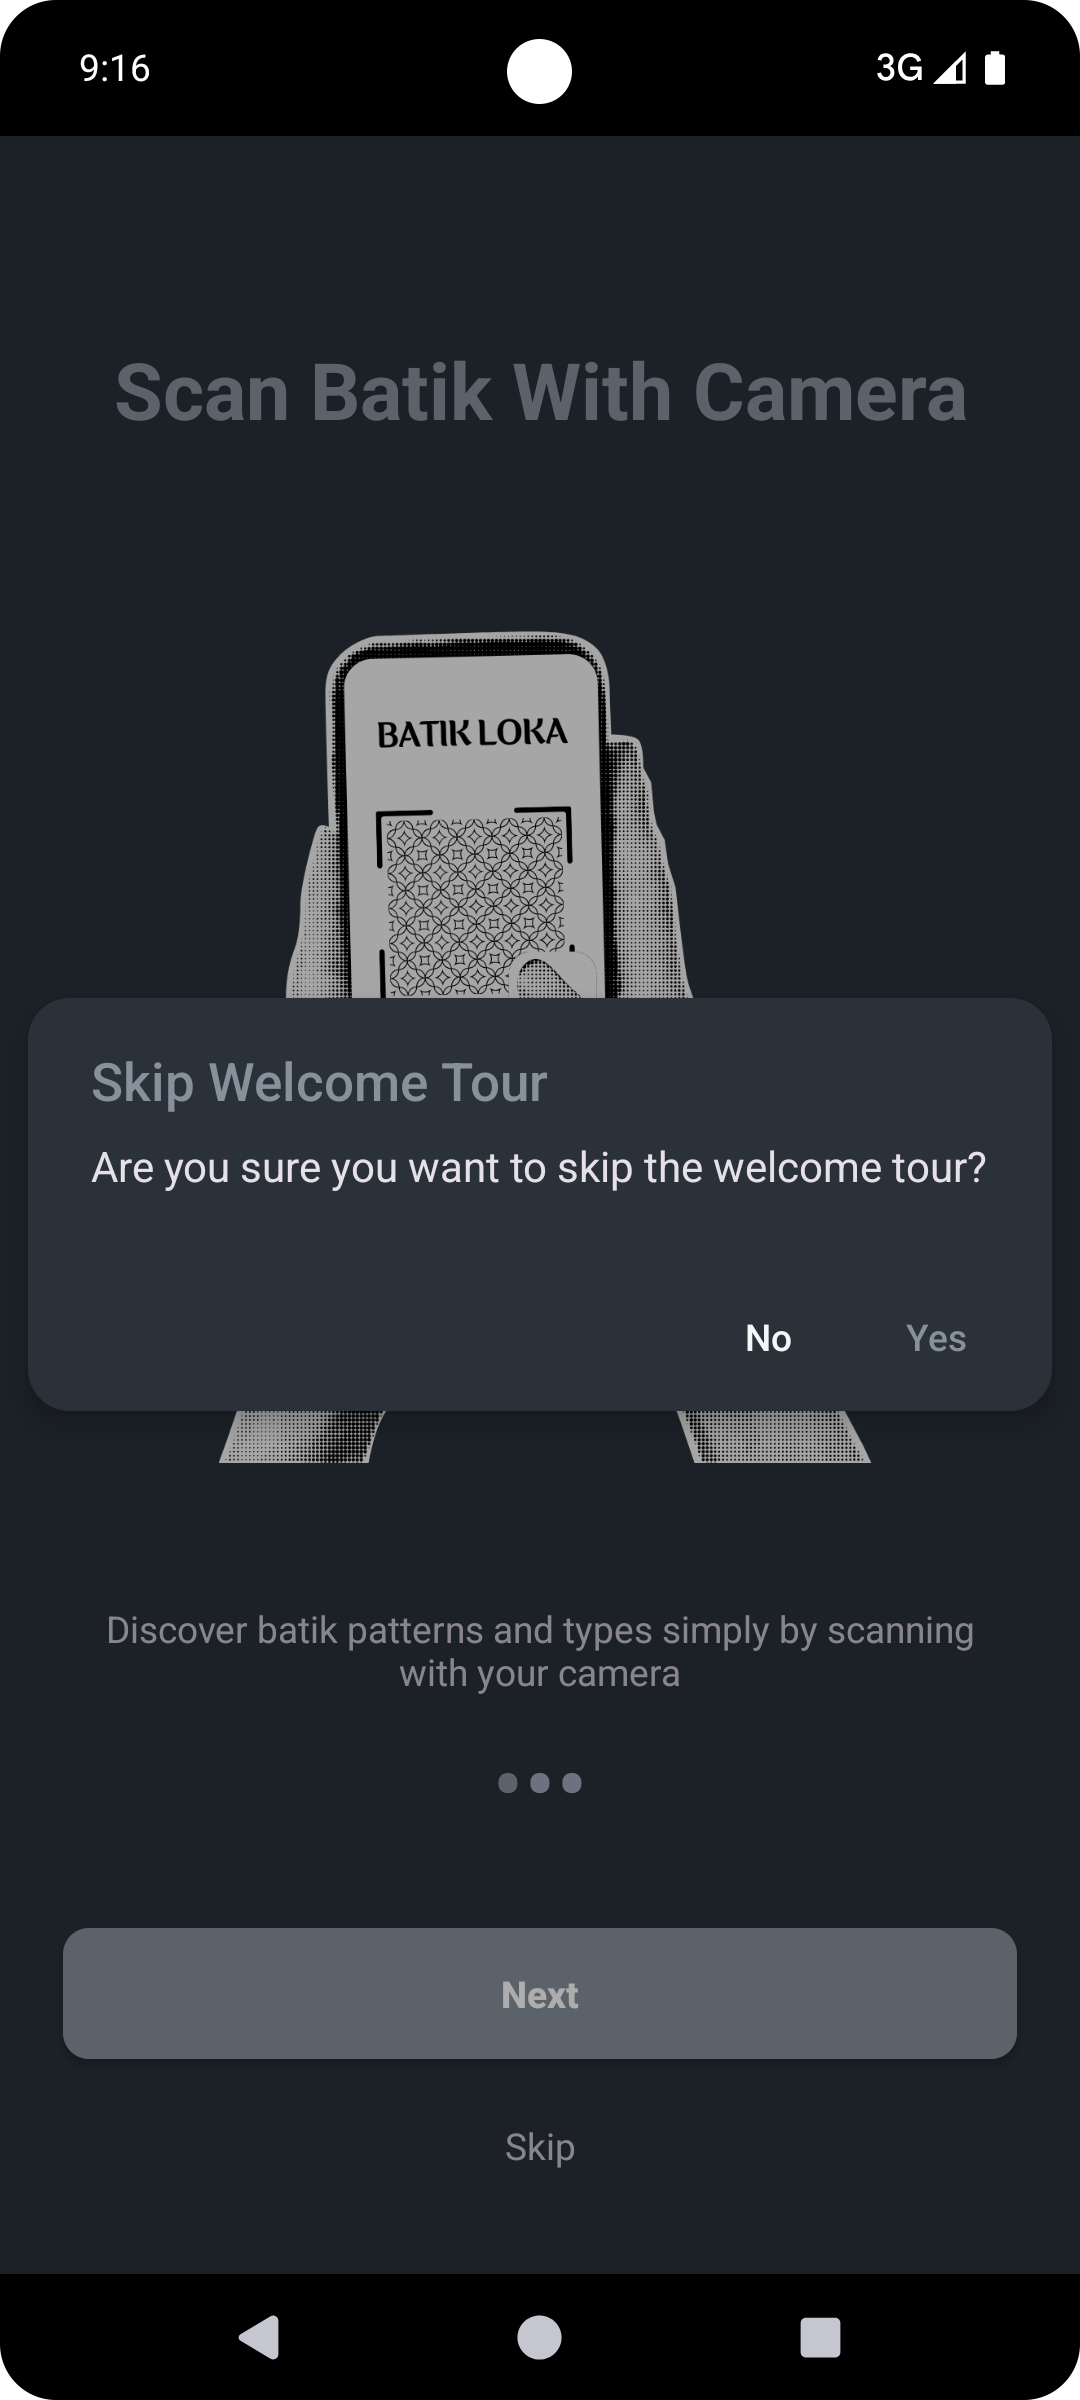 9:16
3G
Scan Batik With Camera
BATIK LOKA
Skip Welcome Tour
Are you sure you want to skip the welcome tour?
No
Yes
Discover batik patterns and types simply by scanning
with your camera
Next
Skip